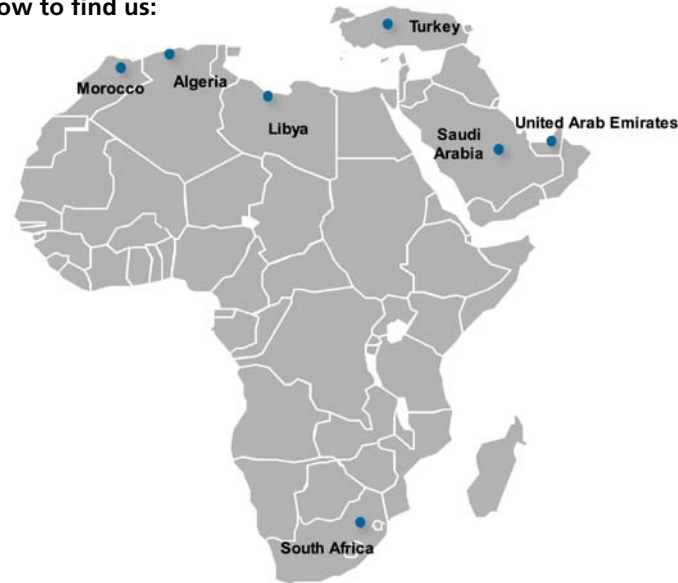 ow to find us:
Turkey
Morocco
Algeria
Libya
United Arab Emirates
Saudi
Arabia
South Africa